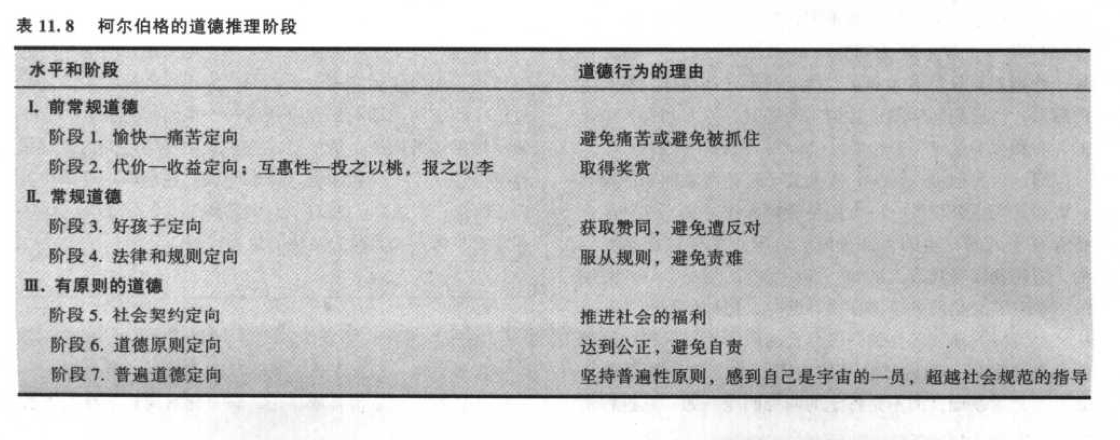 表 11.8 柯尔伯格的道德推理阶段
水平和阶段 道德行为的理由
Ⅰ. 前常规道德
阶段 1. 愉快—痛苦定向 避免痛苦或避免被抓住
阶段 2. 代价—收益定向；互惠性—投之以桃，报之以李 取得奖赏
Ⅱ. 常规道德
阶段 3. 好孩子定向 获取赞同，避免遭反对
阶段 4. 法律和规则定向 服从规则，避免责难
Ⅲ. 有原则的道德
阶段 5. 社会契约定向 推进社会的福利
阶段 6. 道德原则定向 达到公正，避免自责
阶段 7. 普遍道德定向 坚持普遍性原则，感到自己是宇宙的一员，超越社会规范的指导